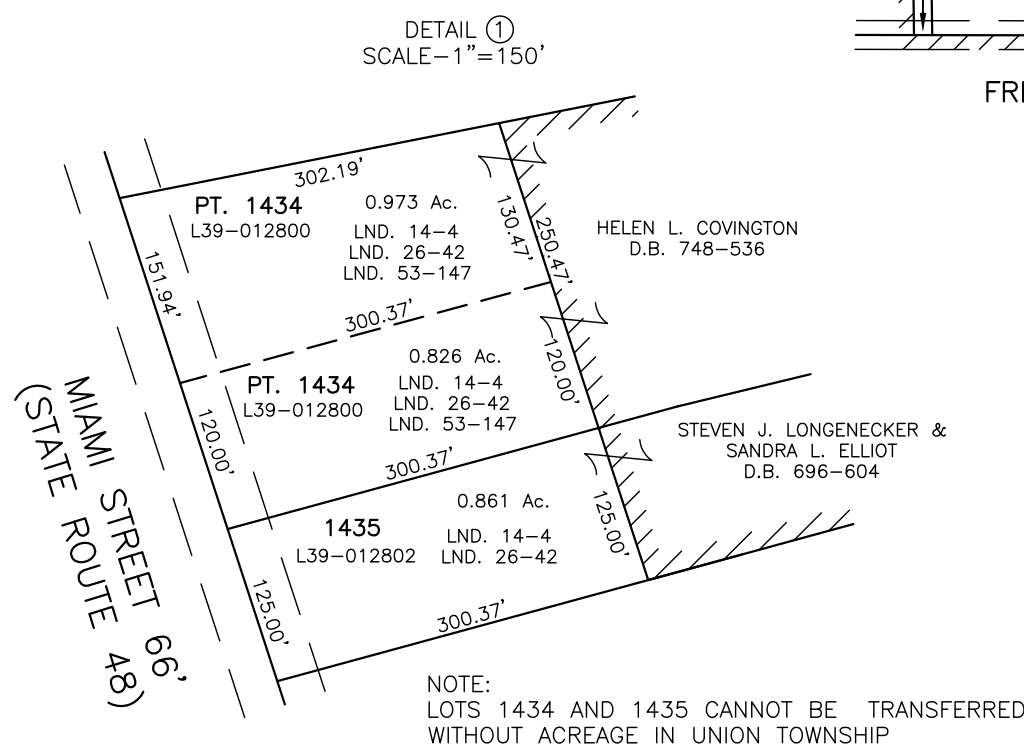 DETAIL 1
SCALE-1"=150'
FRI
302.19'
PT. 1434
L39-012800
0.973 Ac.
LND. 14-4
LND. 26-42
LND. 53-147
130.47'
250.47'
HELEN L. COVINGTON
D.B. 748-536
151.94'
300.37'
PT. 1434
L39-012800
0.826 Ac.
LND. 14-4
LND. 26-42
LND. 53-147
120.00'
120.00'
300.37'
STEVEN J. LONGENECKER &
SANDRA L. ELLIOT
D.B. 696-604
MIAMI STREET 66'
(STATE ROUTE 48)
1435
L39-012802
0.861 Ac.
LND. 14-4
LND. 26-42
125.00'
125.00'
300.37'
NOTE:
LOTS 1434 AND 1435 CANNOT BE TRANSFERRED
WITHOUT ACREAGE IN UNION TOWNSHIP